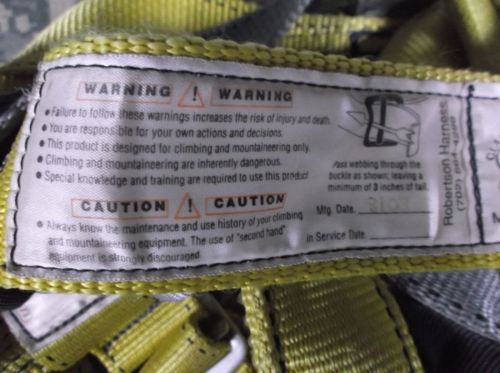 WARNING ! WARNING
• Failure to follow these warnings increases the risk of injury and death.
• You are responsible for your own actions and decisions.
• This product is designed for climbing and mountaineering only.
• Climbing and mountaineering are inherently dangerous.
• Special knowledge and training are required to use this product
CAUTION ! CAUTION
• Always know the maintenance and use history of your climbing
and mountaineering equipment. The use of "second hand"
equipment is strongly discouraged
Pass webbing through the
buckle as shown; leaving a
minimum of 3 inches of tail.
Mfg. Date
in Service Date
Robertson Harness
(702)